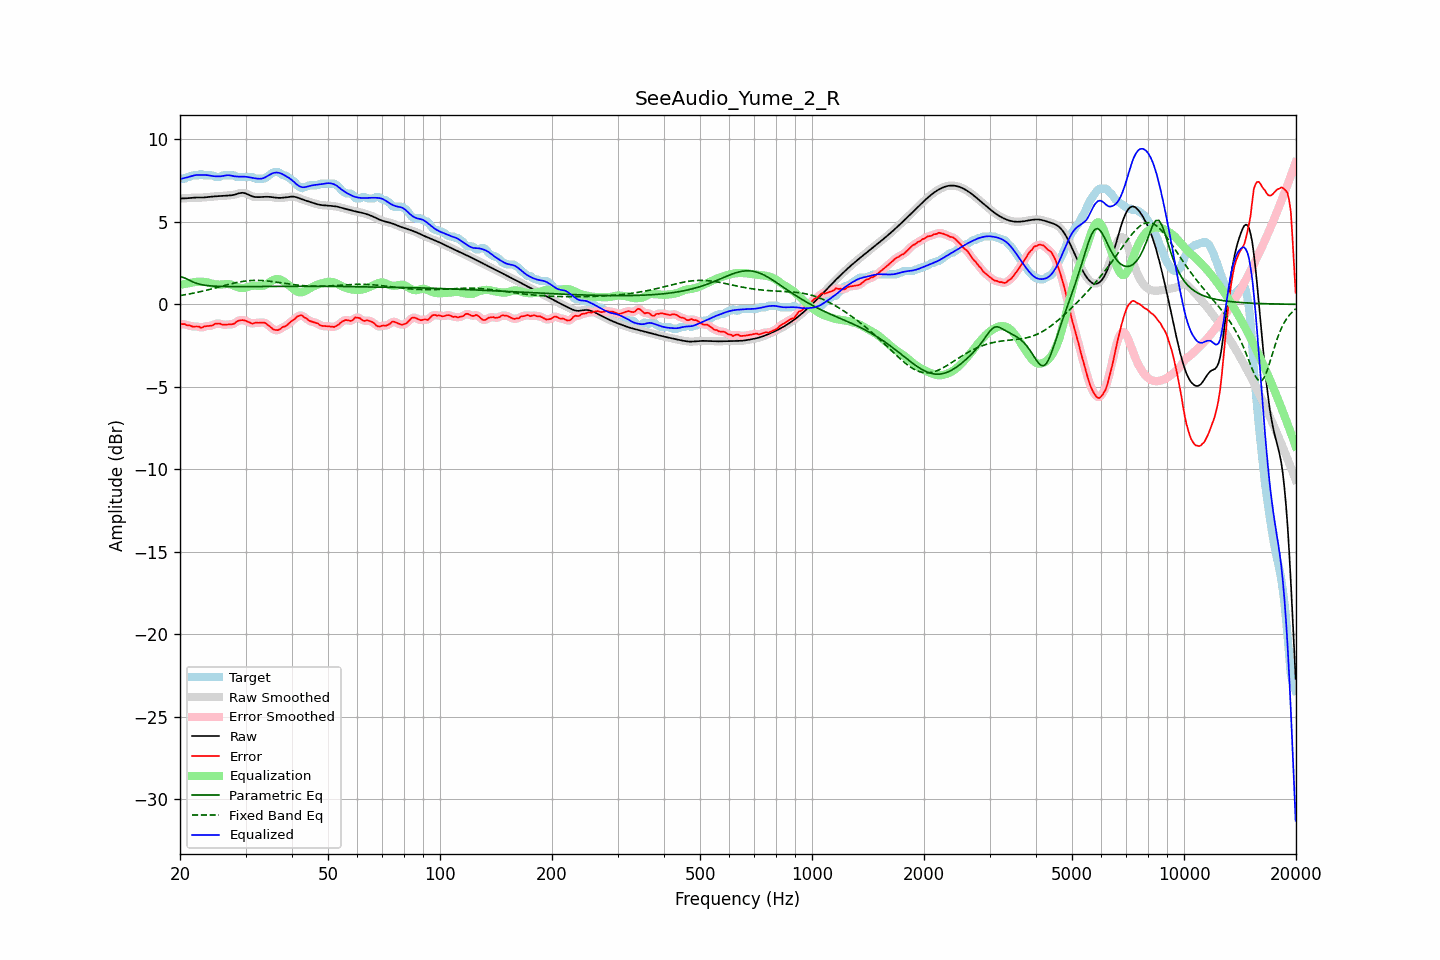 SeeAudio_Yume_2_R
Amplitude (dBr)
10
5
0
−5
−10
−15
−20
−25
−30
Target
Raw Smoothed
Error Smoothed
Raw
Error
Equalization
Parametric Eq
Fixed Band Eq
Equalized
20 50 100 200 500 1000 2000 5000 10000 20000
Frequency (Hz)